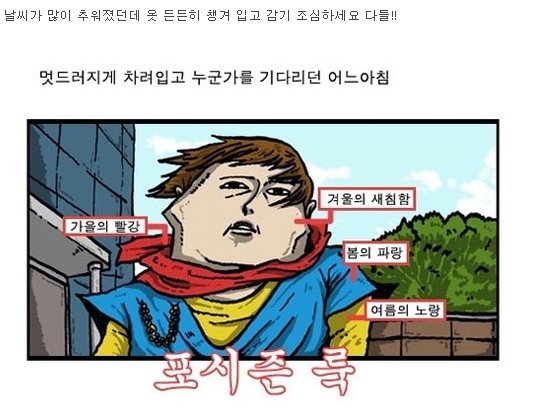 날씨가 많이 추워졌던데 옷 든든히 챙겨 입고 감기 조심하세요 다들!!
멋드러지게 차려입고 누군가를 기다리던 어느아침
겨울의 새침함
가을의 빨강
봄의 파랑
여름의 노랑
포시즌 룩